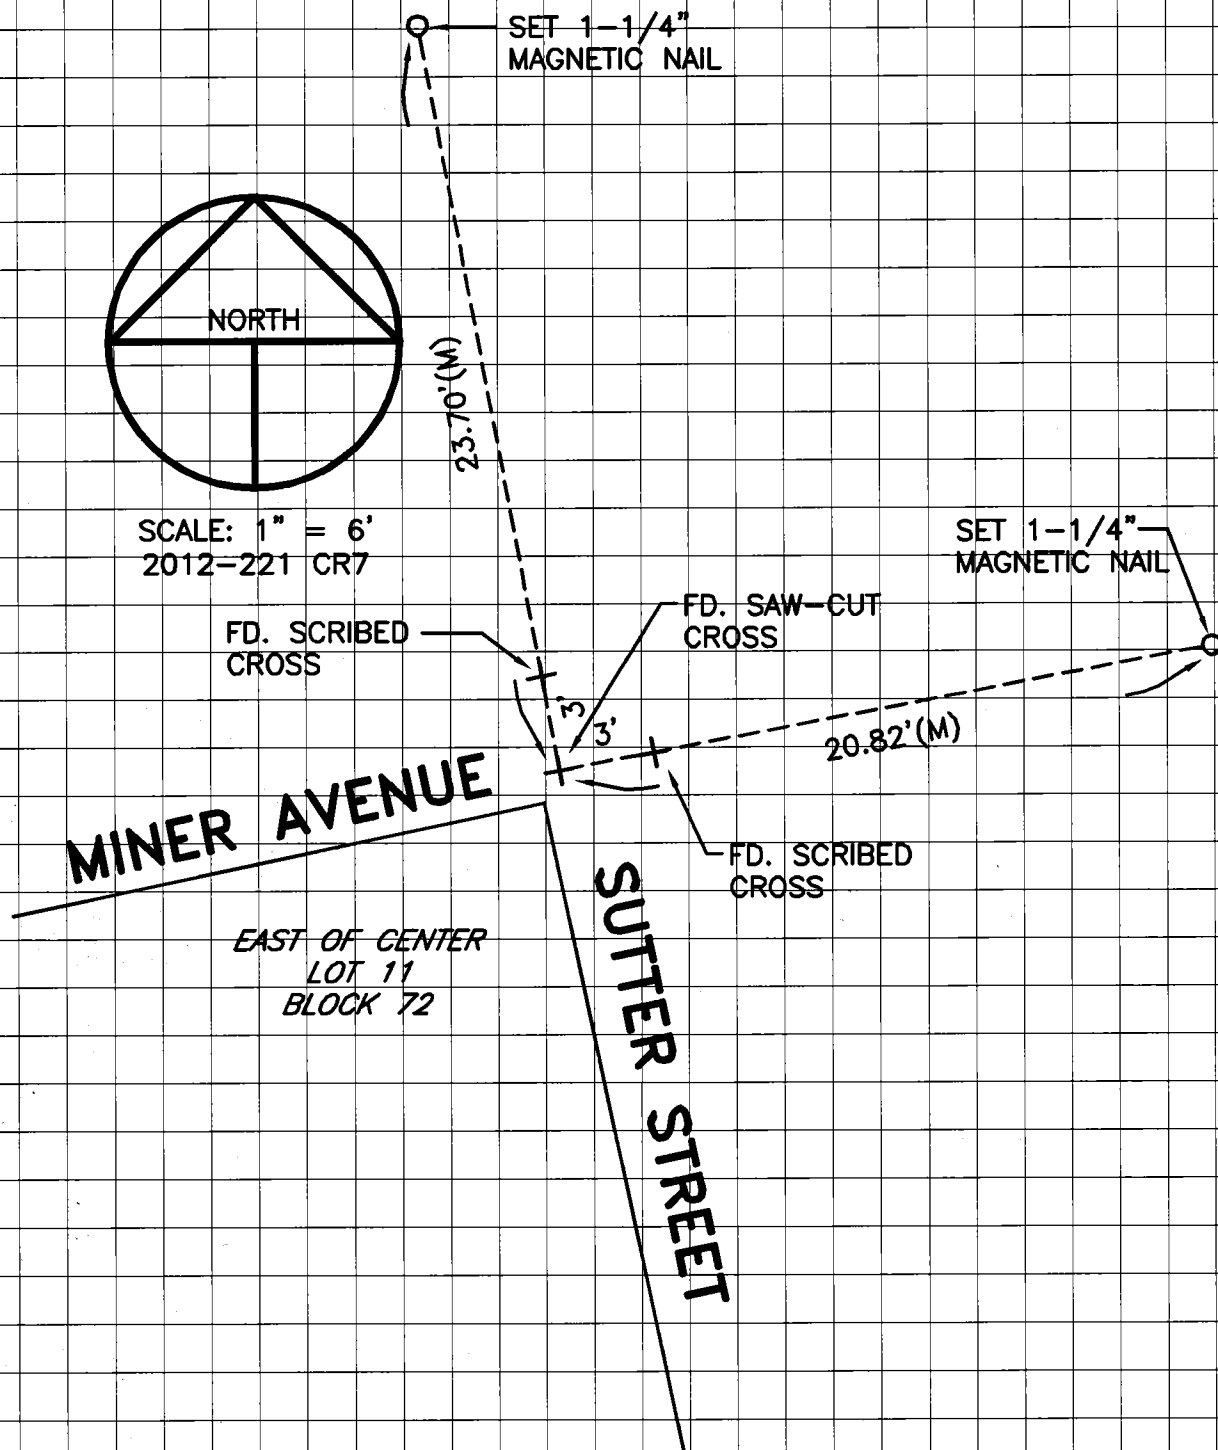 SET 1-1/4"
MAGNETIC NAIL
NORTH
23.70'(M)
SCALE: 1" = 6'
2012-221 CR7
SET 1-1/4"
MAGNETIC NAIL
FD. SCRIBED
CROSS
FD. SAW-CUT
CROSS
3'
3'
20.82'(M)
MINER AVENUE
FD. SCRIBED
CROSS
EAST OF CENTER
LOT 11
BLOCK 72
SUTTER STREET